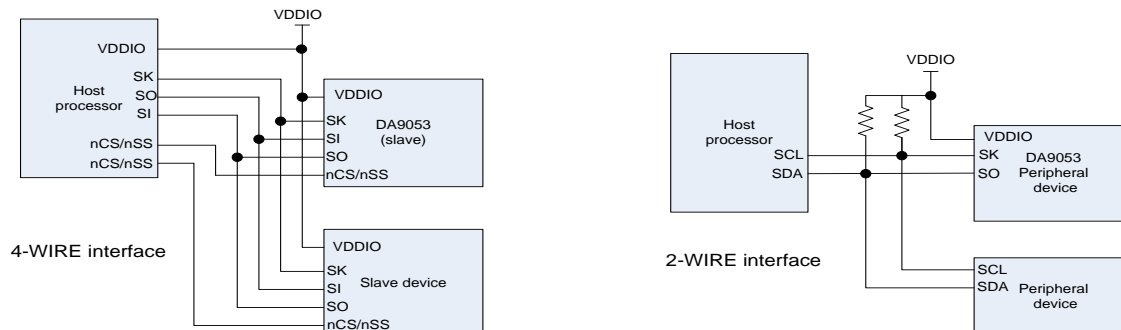 VDDIO
VDDIO
SK
Host
processor
SO
SI
nCS/nSS
nCS/nSS
VDDIO
SK
DA9053
(slave)
SI
SO
nCS/nSS
4-WIRE interface
VDDIO
SK
Slave device
SI
SO
nCS/nSS
VDDIO
Host
processor
SCL
SDA
VDDIO
SK
DA9053
SO
Peripheral
device
2-WIRE interface
SCL
SDA
Peripheral
device